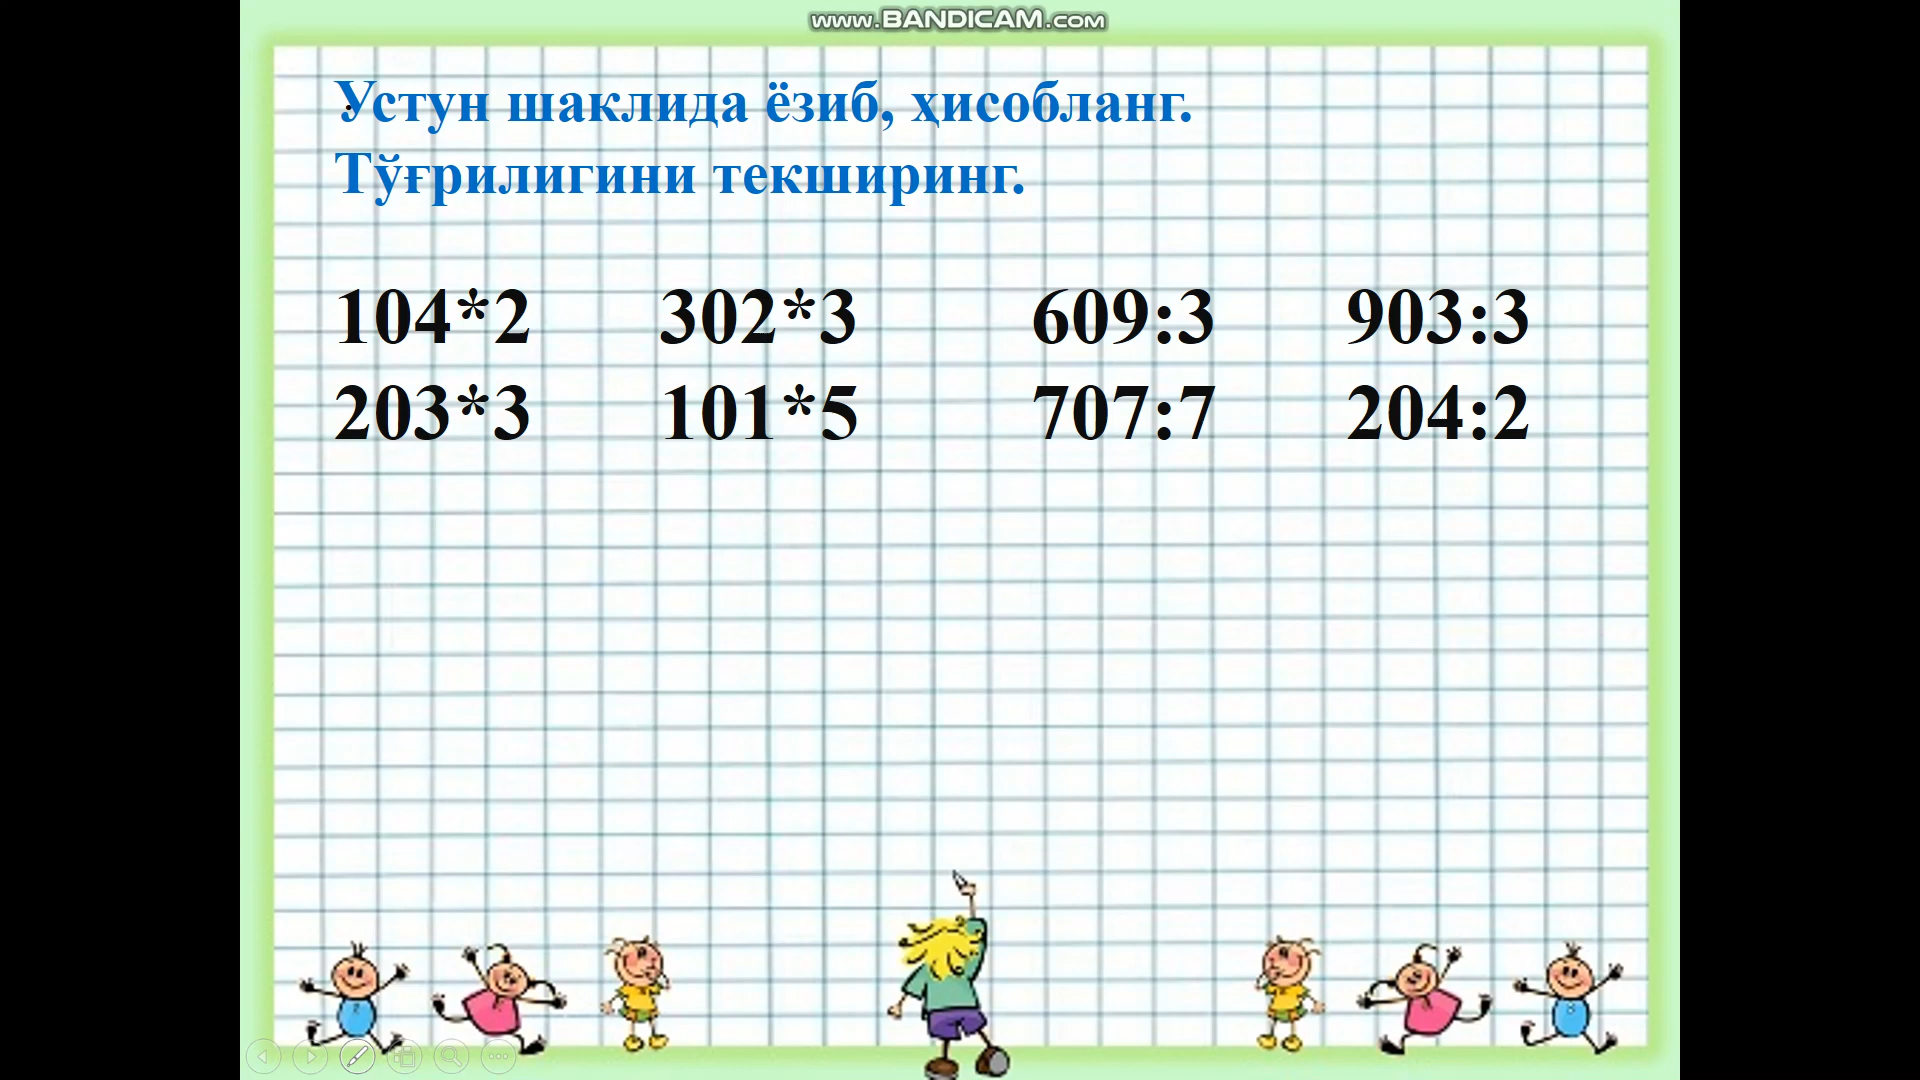 www.BANDICAM.com
Устун шаклида ёзиб, ҳисобланг.
Тўғрилигини текширинг.
104*2 302*3 609:3 903:3
203*3 101*5 707:7 204:2